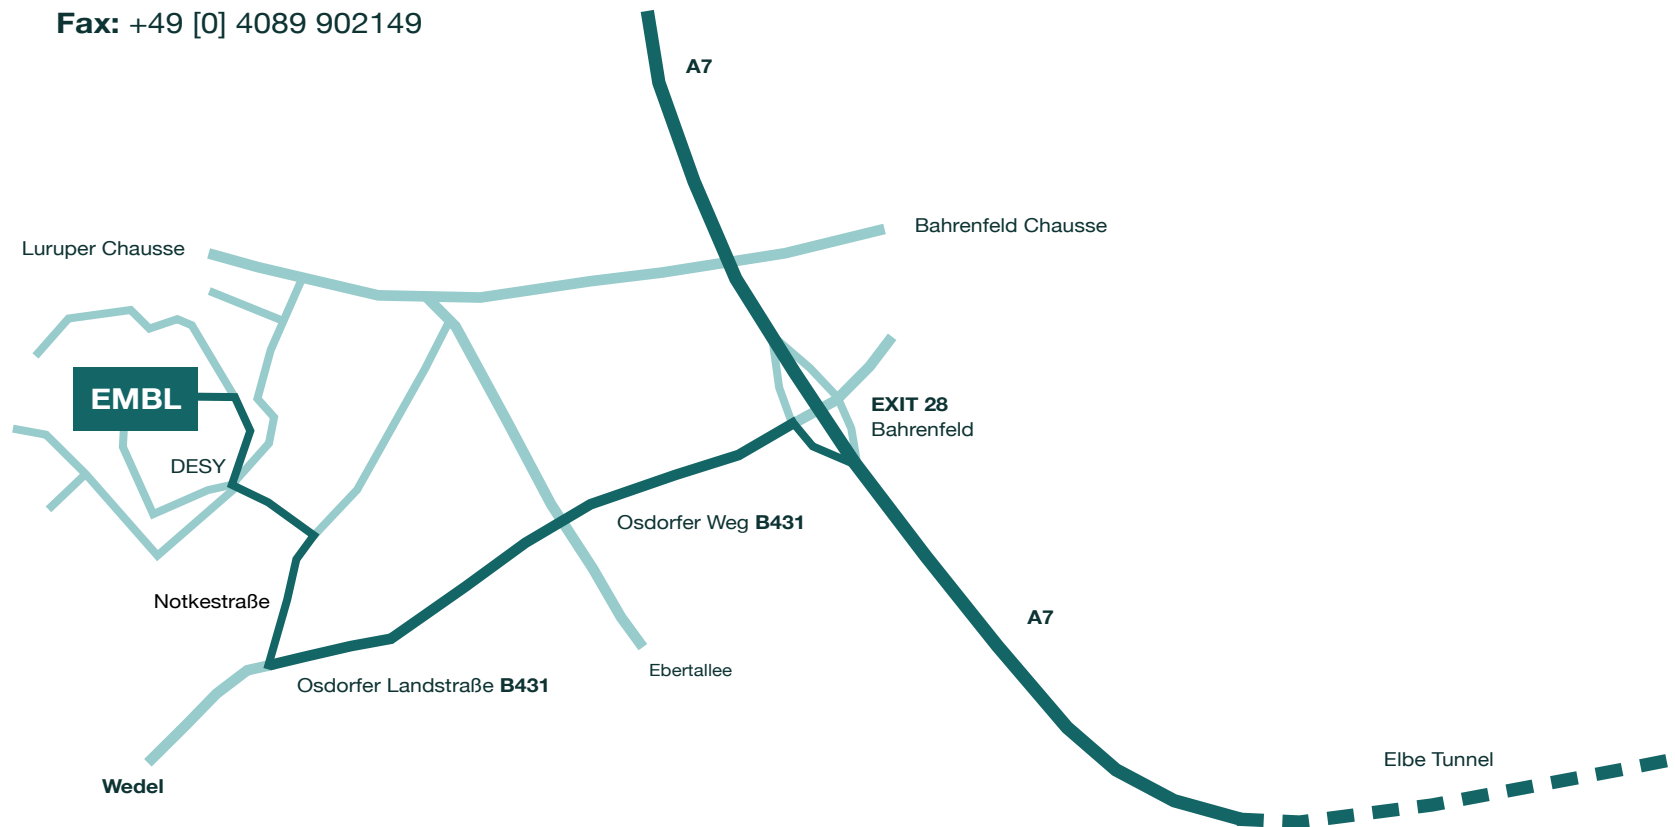 Fax: +49 [0] 4089 902149
A7
Bahrenfeld Chausse
Luruper Chausse
EMBL
EXIT 28
Bahrenfeld
DESY
Osdorfer Weg B431
Notkestraße
A7
Ebertallee
Osdorfer Landstraße B431
Elbe Tunnel
Wedel